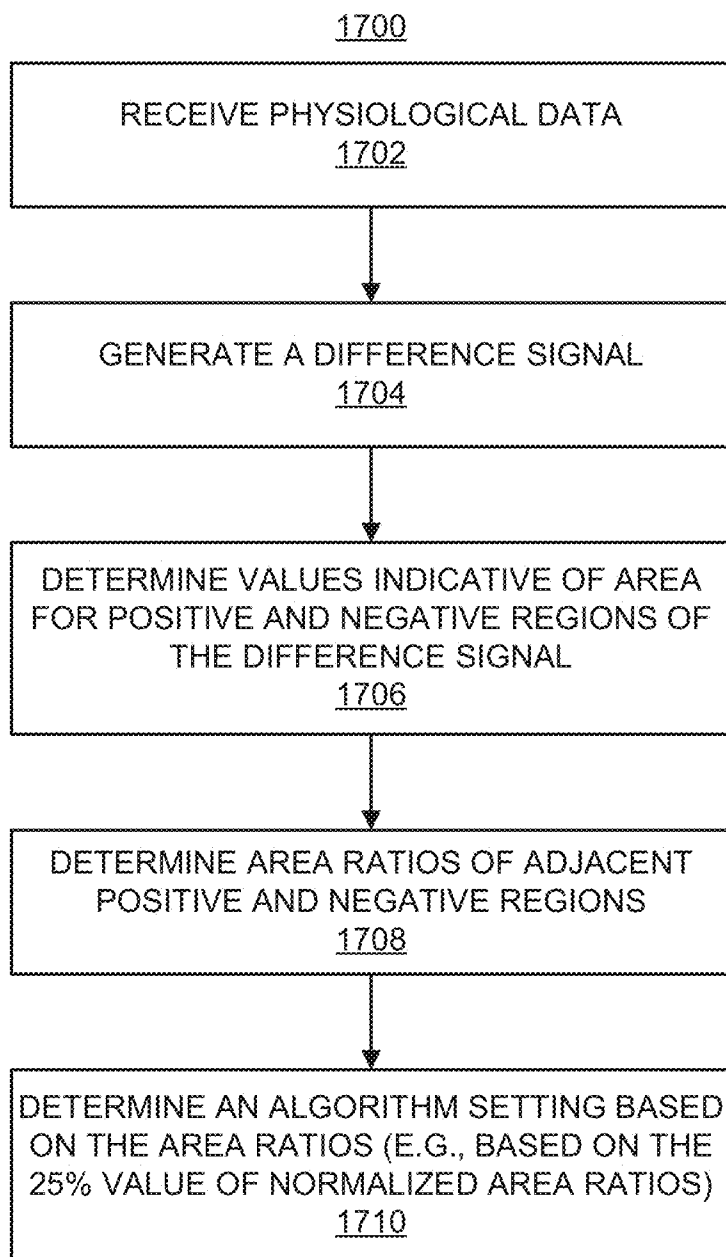 1700
RECEIVE PHYSIOLOGICAL DATA
1702
GENERATE A DIFFERENCE SIGNAL
1704
DETERMINE VALUES INDICATIVE OF AREA
FOR POSITIVE AND NEGATIVE REGIONS OF
THE DIFFERENCE SIGNAL
1706
DETERMINE AREA RATIOS OF ADJACENT
POSITIVE AND NEGATIVE REGIONS
1708
DETERMINE AN ALGORITHM SETTING BASED
ON THE AREA RATIOS (E.G., BASED ON THE
25% VALUE OF NORMALIZED AREA RATIOS)
1710